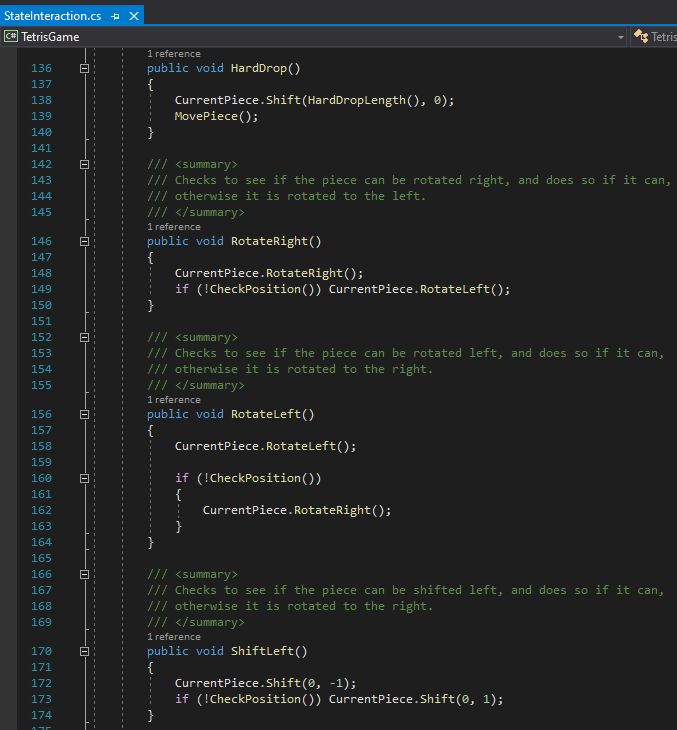 StateInteraction.cs
C# TetrisGame Tetris
1 reference
136 public void HardDrop()
137 {
138 CurrentPiece.Shift(HardDropLength(), 0);
139 MovePiece();
140 }
141
142 /// <summary>
143 /// Checks to see if the piece can be rotated right, and does so if it can,
144 /// otherwise it is rotated to the left.
145 /// </summary>
1 reference
146 public void RotateRight()
147 {
148 CurrentPiece.RotateRight();
149 if (!CheckPosition()) CurrentPiece.RotateLeft();
150 }
151
152 /// <summary>
153 /// Checks to see if the piece can be rotated left, and does so if it can,
154 /// otherwise it is rotated to the right.
155 /// </summary>
1 reference
156 public void RotateLeft()
157 {
158 CurrentPiece.RotateLeft();
159
160 if (!CheckPosition())
161 {
162 CurrentPiece.RotateRight();
163 }
164 }
165
166 /// <summary>
167 /// Checks to see if the piece can be shifted left, and does so if it can,
168 /// otherwise it is rotated to the right.
169 /// </summary>
1 reference
170 public void ShiftLeft()
171 {
172 CurrentPiece.Shift(0, -1);
173 if (!CheckPosition()) CurrentPiece.Shift(0, 1);
174 }